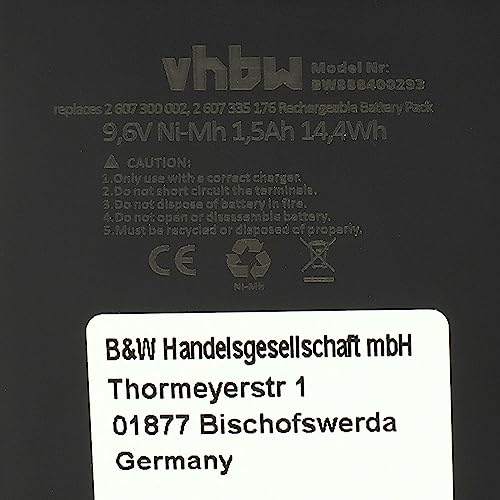 vhbw
Model Nr:
BW888400293
replaces 2 607 300 002, 2 607 335 176 Rechargeable Battery Pack
9,6V Ni-Mh 1,5Ah 14,4Wh
CAUTION:
1.Only use with a correct charger.
2.Do not short circuit the terminals.
3.Do not dispose of battery in fire.
4.Do not open or disassemble battery.
5.Must be recycled or disposed of properly.
CE
Ni-Mh
B&W Handelsgesellschaft mbH
Thormeyerstr 1
01877 Bischofswerda
Germany